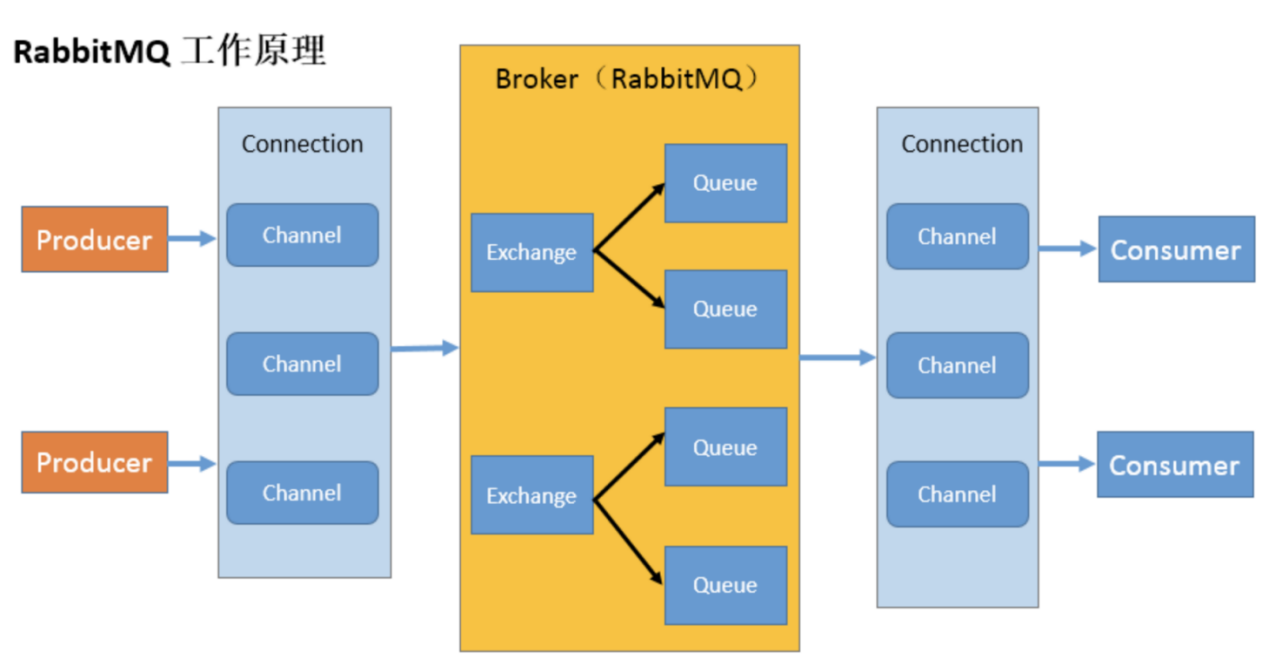 RabbitMQ 工作原理
Broker（RabbitMQ）
Connection
Connection
Producer
Producer
Channel
Channel
Channel
Exchange
Queue
Queue
Exchange
Queue
Queue
Channel
Channel
Channel
Consumer
Consumer